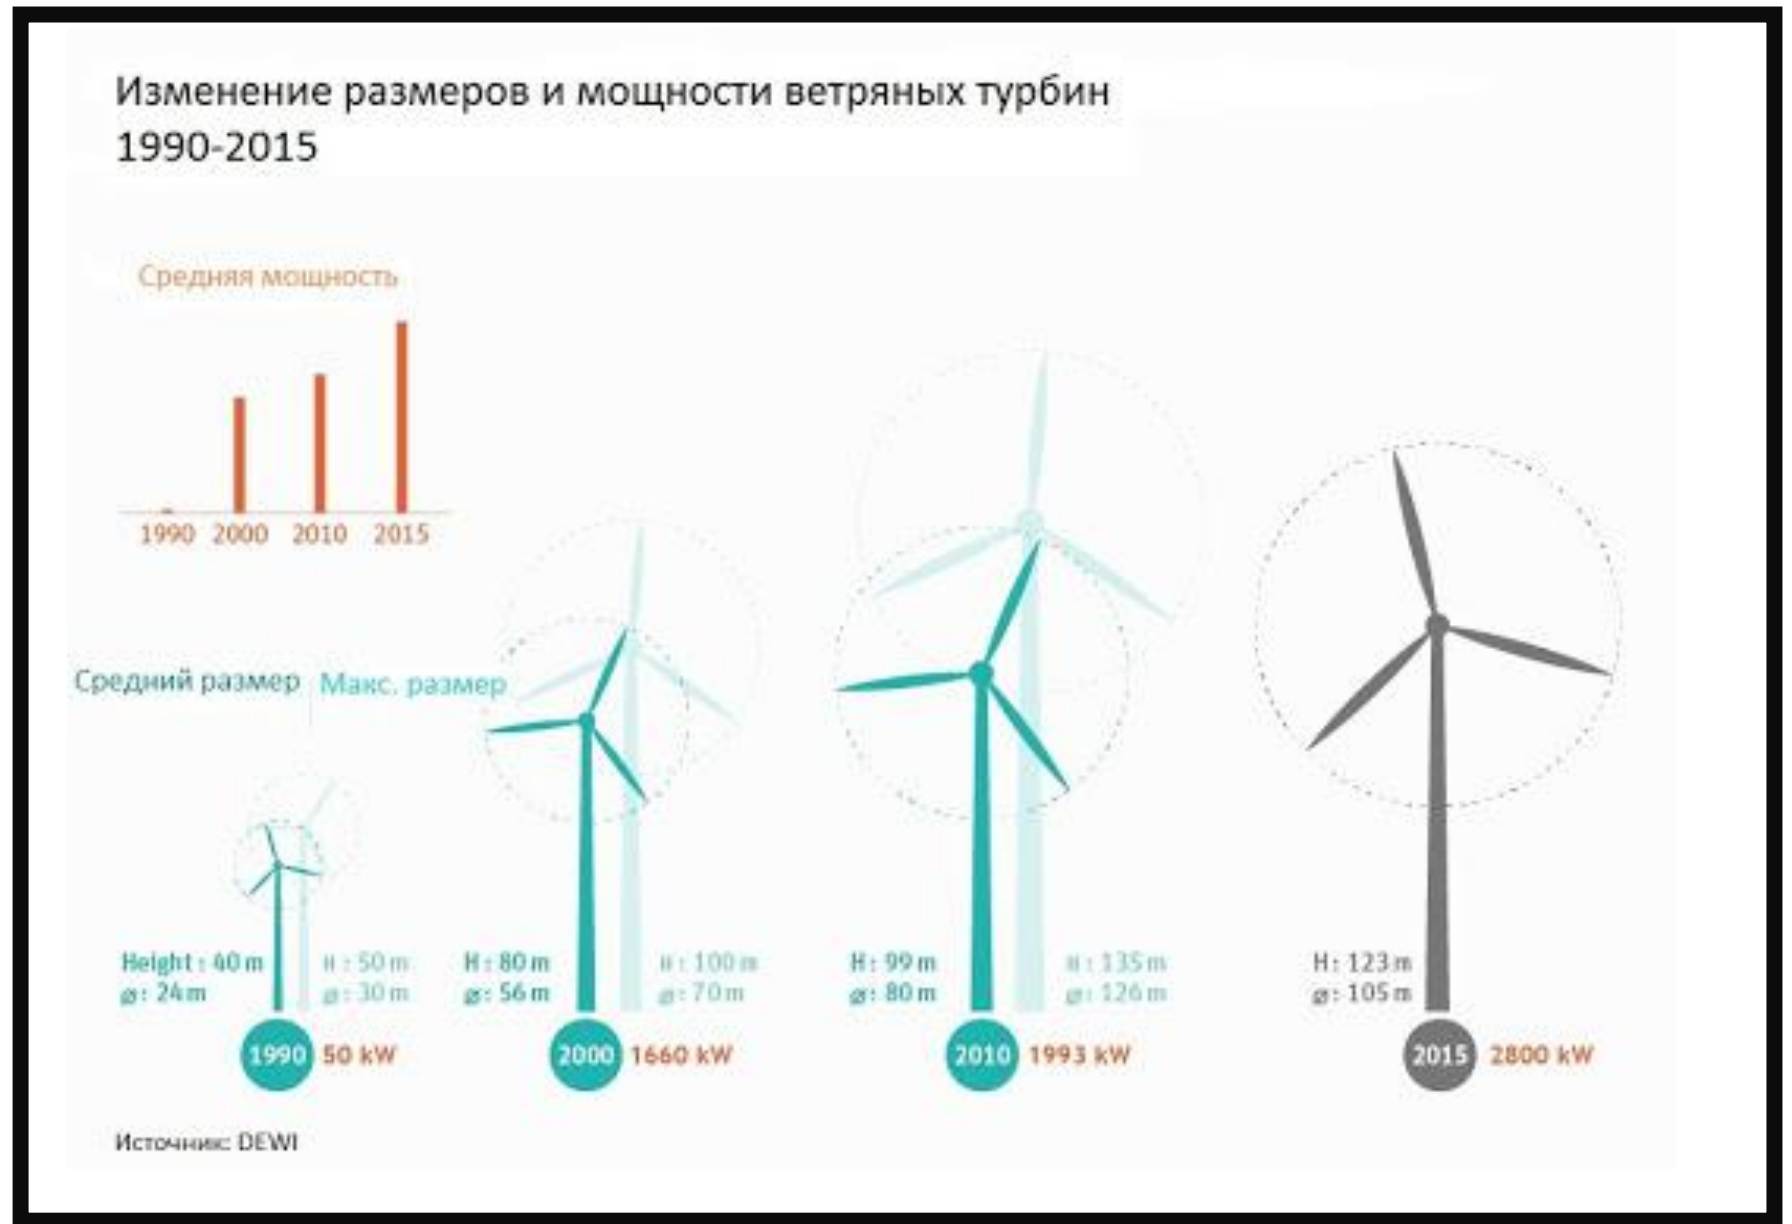 Изменение размеров и мощности ветряных турбин
1990-2015
Средняя мощность
1990 2000 2010 2015
Средний размер Макс. размер
Height : 40 m H : 50 m H : 80 m H : 100 m H : 99 m H : 135 m H : 123 m
ø : 24 m ø : 30 m ø : 56 m ø : 70 m ø : 80 m ø : 126 m ø : 105 m
1990 50 kW 2000 1660 kW 2010 1993 kW 2015 2800 kW
Источник: DEWI